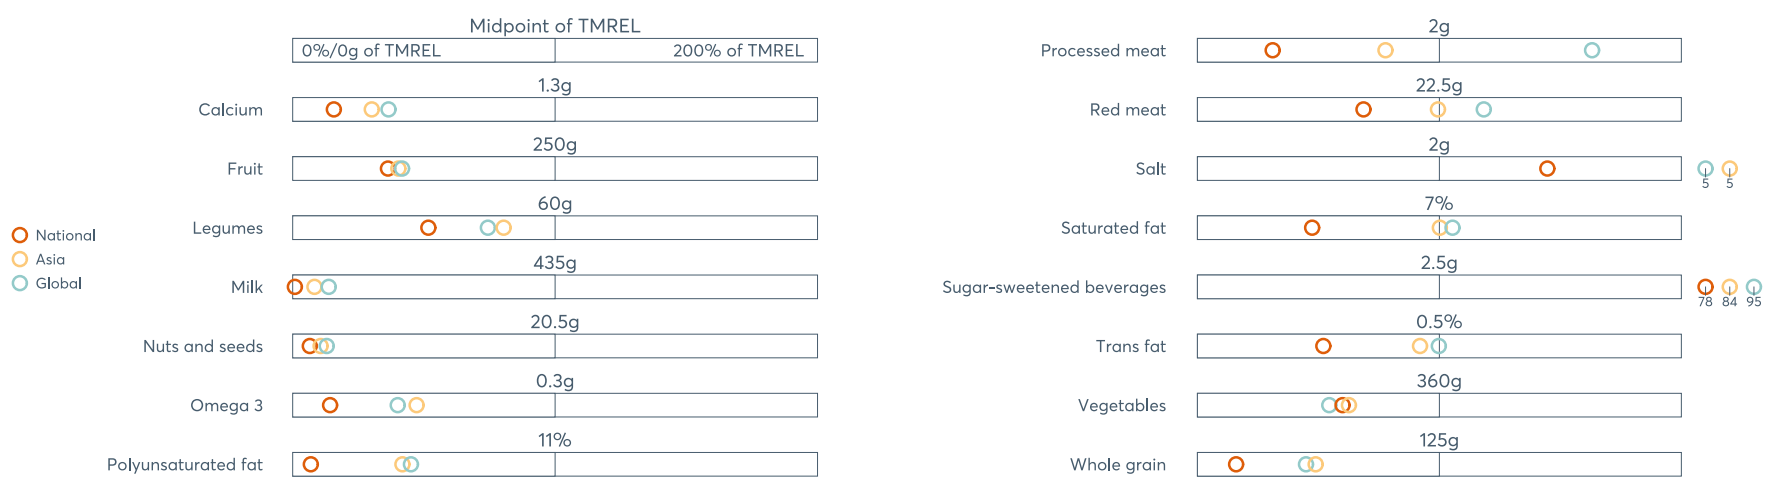 Midpoint of TMREL
0%/0g of TMREL 200% of TMREL
1.3g
Calcium
250g
Fruit
60g
Legumes
435g
Milk
20.5g
Nuts and seeds
0.3g
Omega 3
11%
Polyunsaturated fat
National
Asia
Global
2g
Processed meat
22.5g
Red meat
2g
Salt
5 5
7%
Saturated fat
2.5g
Sugar-sweetened beverages
78 84 95
0.5%
Trans fat
360g
Vegetables
125g
Whole grain